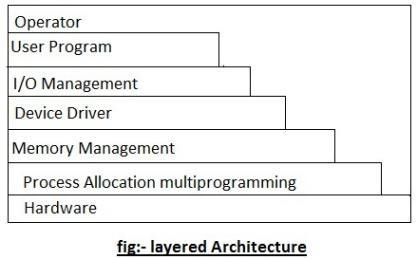 Operator
User Program
I/O Management
Device Driver
Memory Management
Process Allocation multiprogramming
Hardware
fig:- layered Architecture